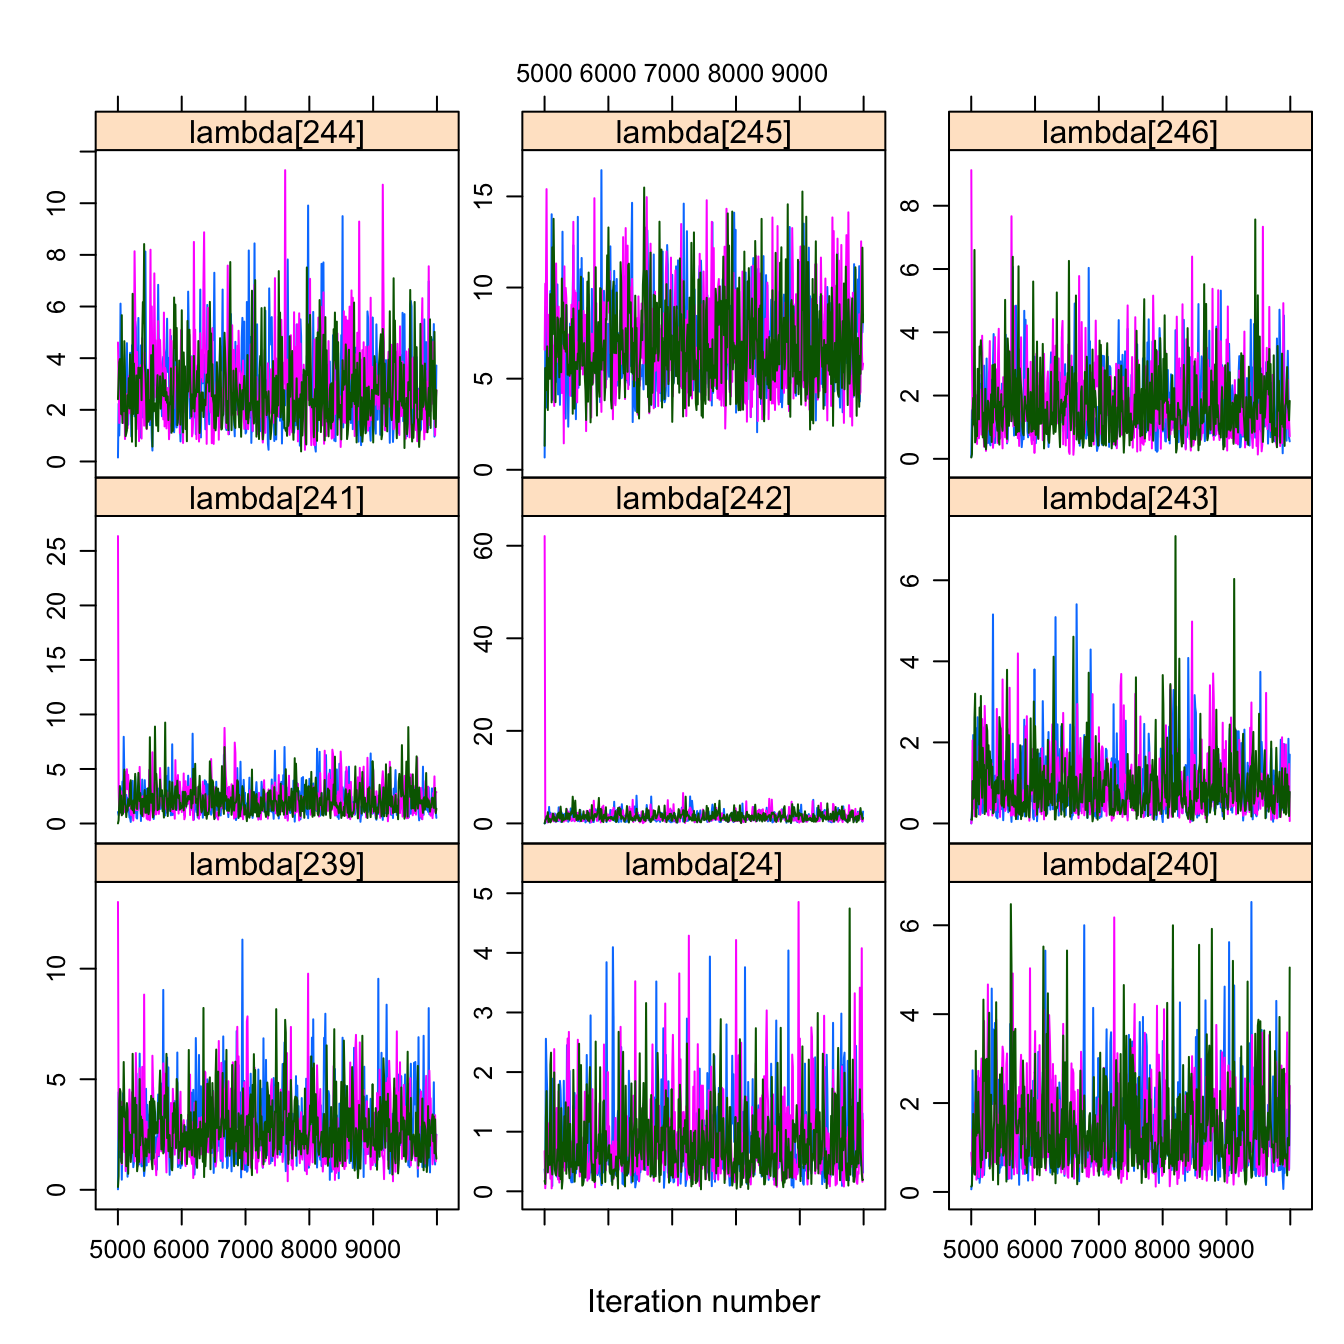 5000 6000 7000 8000 9000
lambda[244] lambda[245] lambda[246]
0 2 4 6 8 10
0 5 10 15
0 2 4 6 8
lambda[241] lambda[242] lambda[243]
0 5 10 15 20 25
0 20 40 60
0 2 4 6
lambda[239] lambda[24] lambda[240]
0 5 10
0 1 2 3 4 5
0 2 4 6
5000 6000 7000 8000 9000
5000 6000 7000 8000 9000
Iteration number